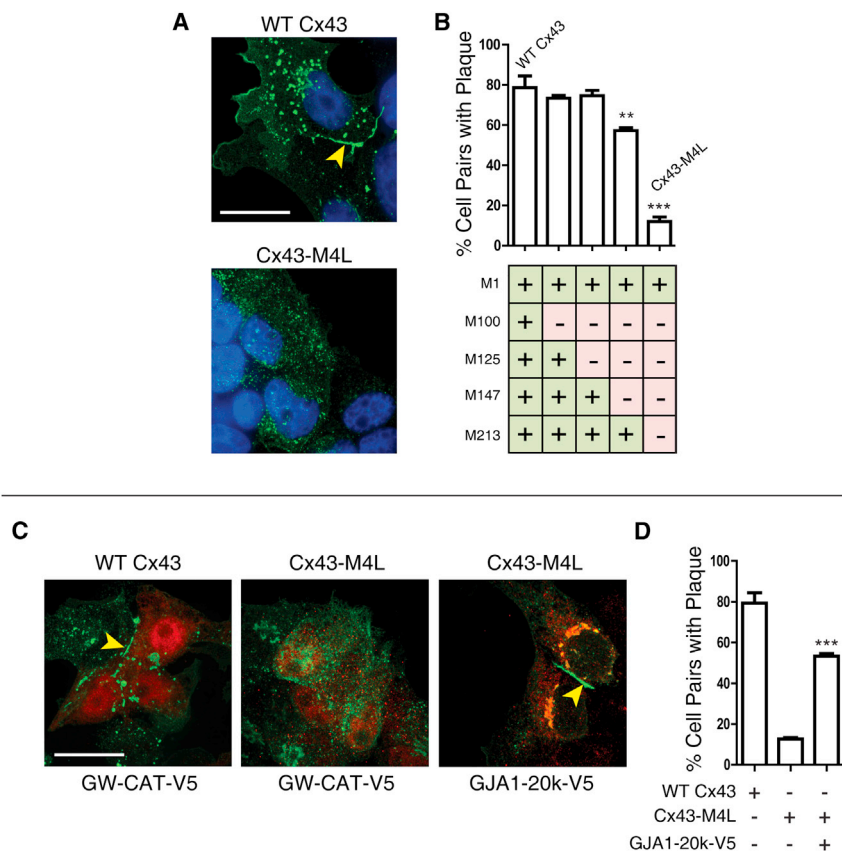 A
WT Cx43
Cx43-M4L
B
% Cell Pairs with Plaque
100
80
60
40
20
0
WT Cx43
**
Cx43-M4L
***
M1 + + + + +
M100 + - - - -
M125 + + - - -
M147 + + + - -
M213 + + + + -
C
WT Cx43 Cx43-M4L Cx43-M4L
GW-CAT-V5 GW-CAT-V5 GJA1-20k-V5
D
% Cell Pairs with Plaque
100
80
60
40
20
0
***
WT Cx43 + - -
Cx43-M4L - + +
GJA1-20k-V5 - - +